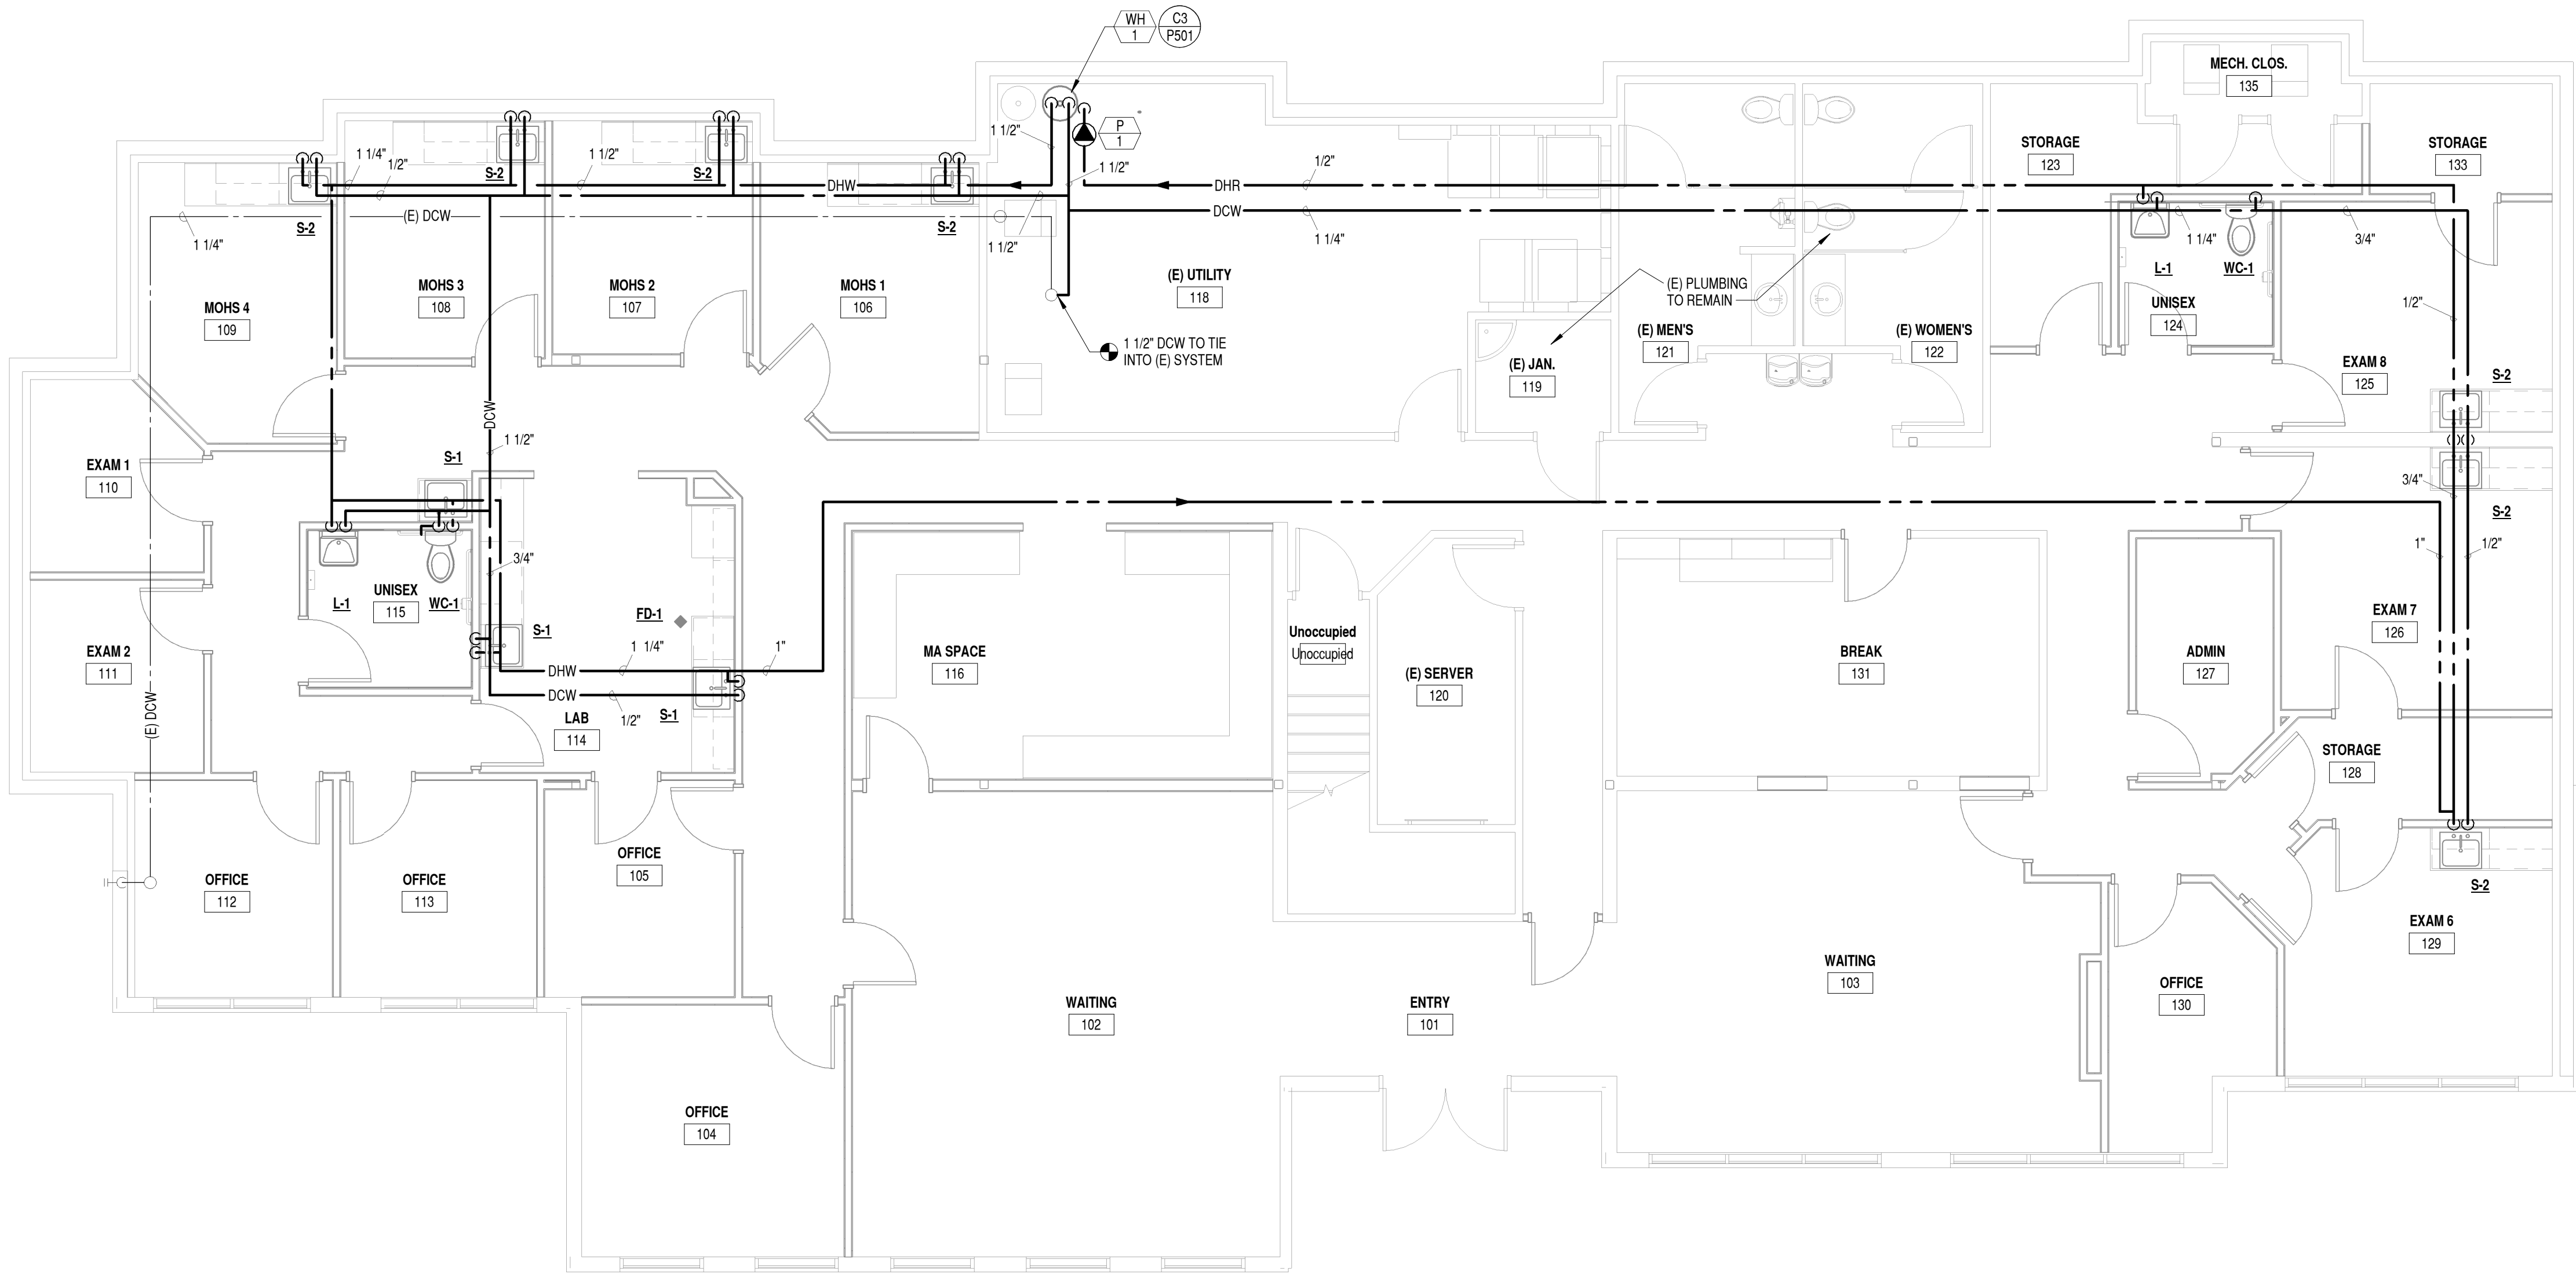 WH
1
C3
P501
MECH. CLOS.
135
1 1/2"
P
1
STORAGE
123
STORAGE
133
1 1/4"
1/2"
S-2
1 1/2"
S-2
DHW
1 1/2"
DHR
1/2"
(E) DCW
DCW
S-2
S-2
1 1/4"
1 1/2"
1 1/4"
1 1/4"
3/4"
L-1
WC-1
MOHS 4
109
MOHS 3
108
MOHS 2
107
MOHS 1
106
(E) UTILITY
118
(E) PLUMBING
TO REMAIN
UNISEX
124
1/2"
(E) MEN'S
121
(E) WOMEN'S
122
1 1/2" DCW TO TIE
INTO (E) SYSTEM
(E) JAN.
119
EXAM 8
125
S-2
DCW
1 1/2"
S-1
EXAM 1
110
3/4"
S-2
3/4"
1"
1/2"
UNISEX
115
L-1
WC-1
FD-1
S-1
Unoccupied
Unoccupied
EXAM 7
126
EXAM 2
111
1 1/4"
1"
DHW
MA SPACE
116
(E) SERVER
120
BREAK
131
ADMIN
127
(E) DCW
DCW
1/2"
S-1
LAB
114
STORAGE
128
OFFICE
112
OFFICE
113
OFFICE
105
S-2
EXAM 6
129
WAITING
102
ENTRY
101
WAITING
103
OFFICE
130
OFFICE
104